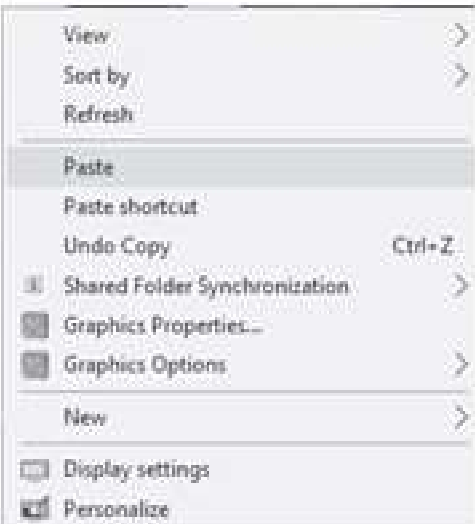 View
Sort by
Refresh
Paste
Paste shortcut
Undo Copy Ctrl+Z
Shared Folder Synchronization
Graphics Properties...
Graphics Options
New
Display settings
Personalize